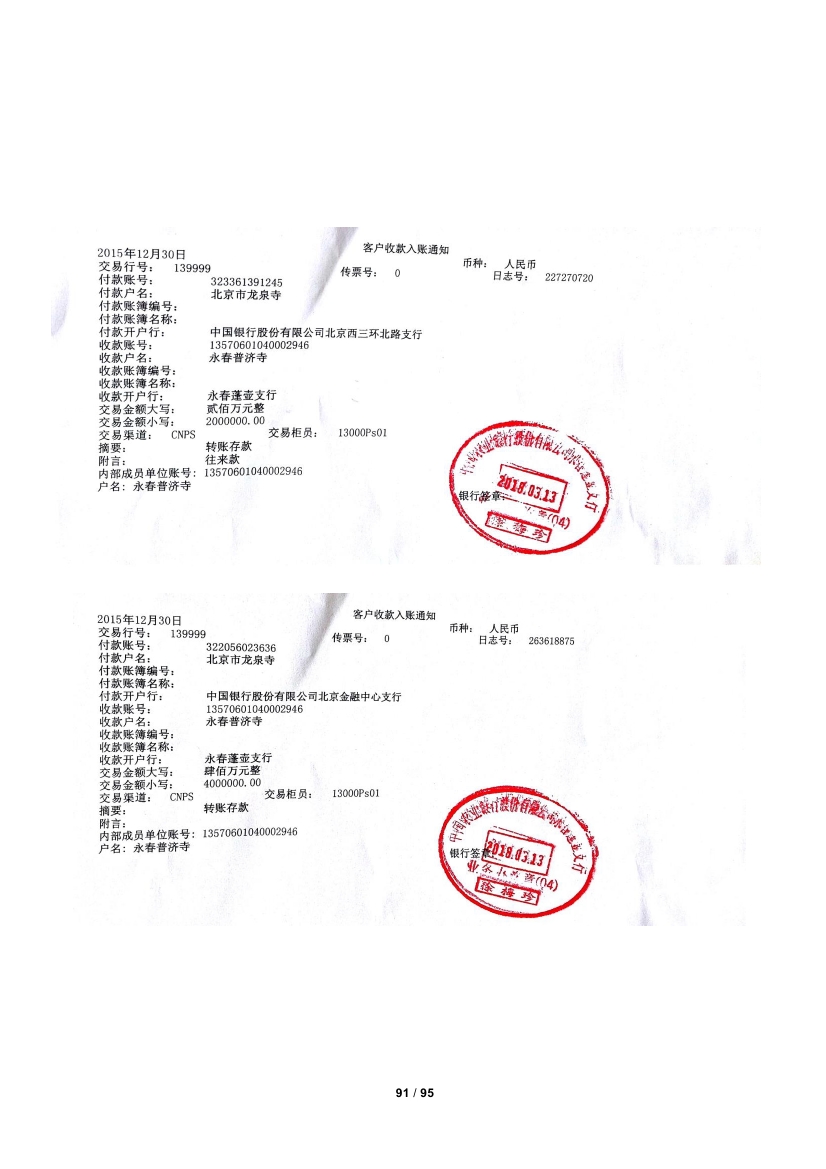 客户收款入账通知
2015年12月30日 币种： 人民币
交易行号： 139999 传票号： 0 日志号： 227270720
付款账号： 323361391245
付款户名： 北京市龙泉寺
付款账簿编号：
付款账簿名称：
付款开户行： 中国银行股份有限公司北京西三环北路支行
收款账号： 13570601040002946
收款户名： 永春普济寺
收款账簿编号：
收款账簿名称：
收款开户行： 永春蓬壶支行
交易金额大写： 贰佰万元整
交易金额小写： 2000000.00
交易渠道： CNPS 交易柜员： 13000Ps01
摘要： 转账存款
附言： 往来款
内部成员单位账号： 13570601040002946
户名：永春普济寺
银行签章
2018.03.13
(04)
徐梅珍
客户收款入账通知
2015年12月30日 币种： 人民币
交易行号： 139999 传票号： 0 日志号： 263618875
付款账号： 322056023636
付款户名： 北京市龙泉寺
付款账簿编号：
付款账簿名称：
付款开户行： 中国银行股份有限公司北京金融中心支行
收款账号： 13570601040002946
收款户名： 永春普济寺
收款账簿编号：
收款账簿名称：
收款开户行： 永春蓬壶支行
交易金额大写： 肆佰万元整
交易金额小写： 4000000.00
交易渠道： CNPS 交易柜员： 13000Ps01
摘要： 转账存款
附言：
内部成员单位账号： 13570601040002946
户名：永春普济寺
银行签章
2018.03.13
(04)
徐梅珍
91 / 95